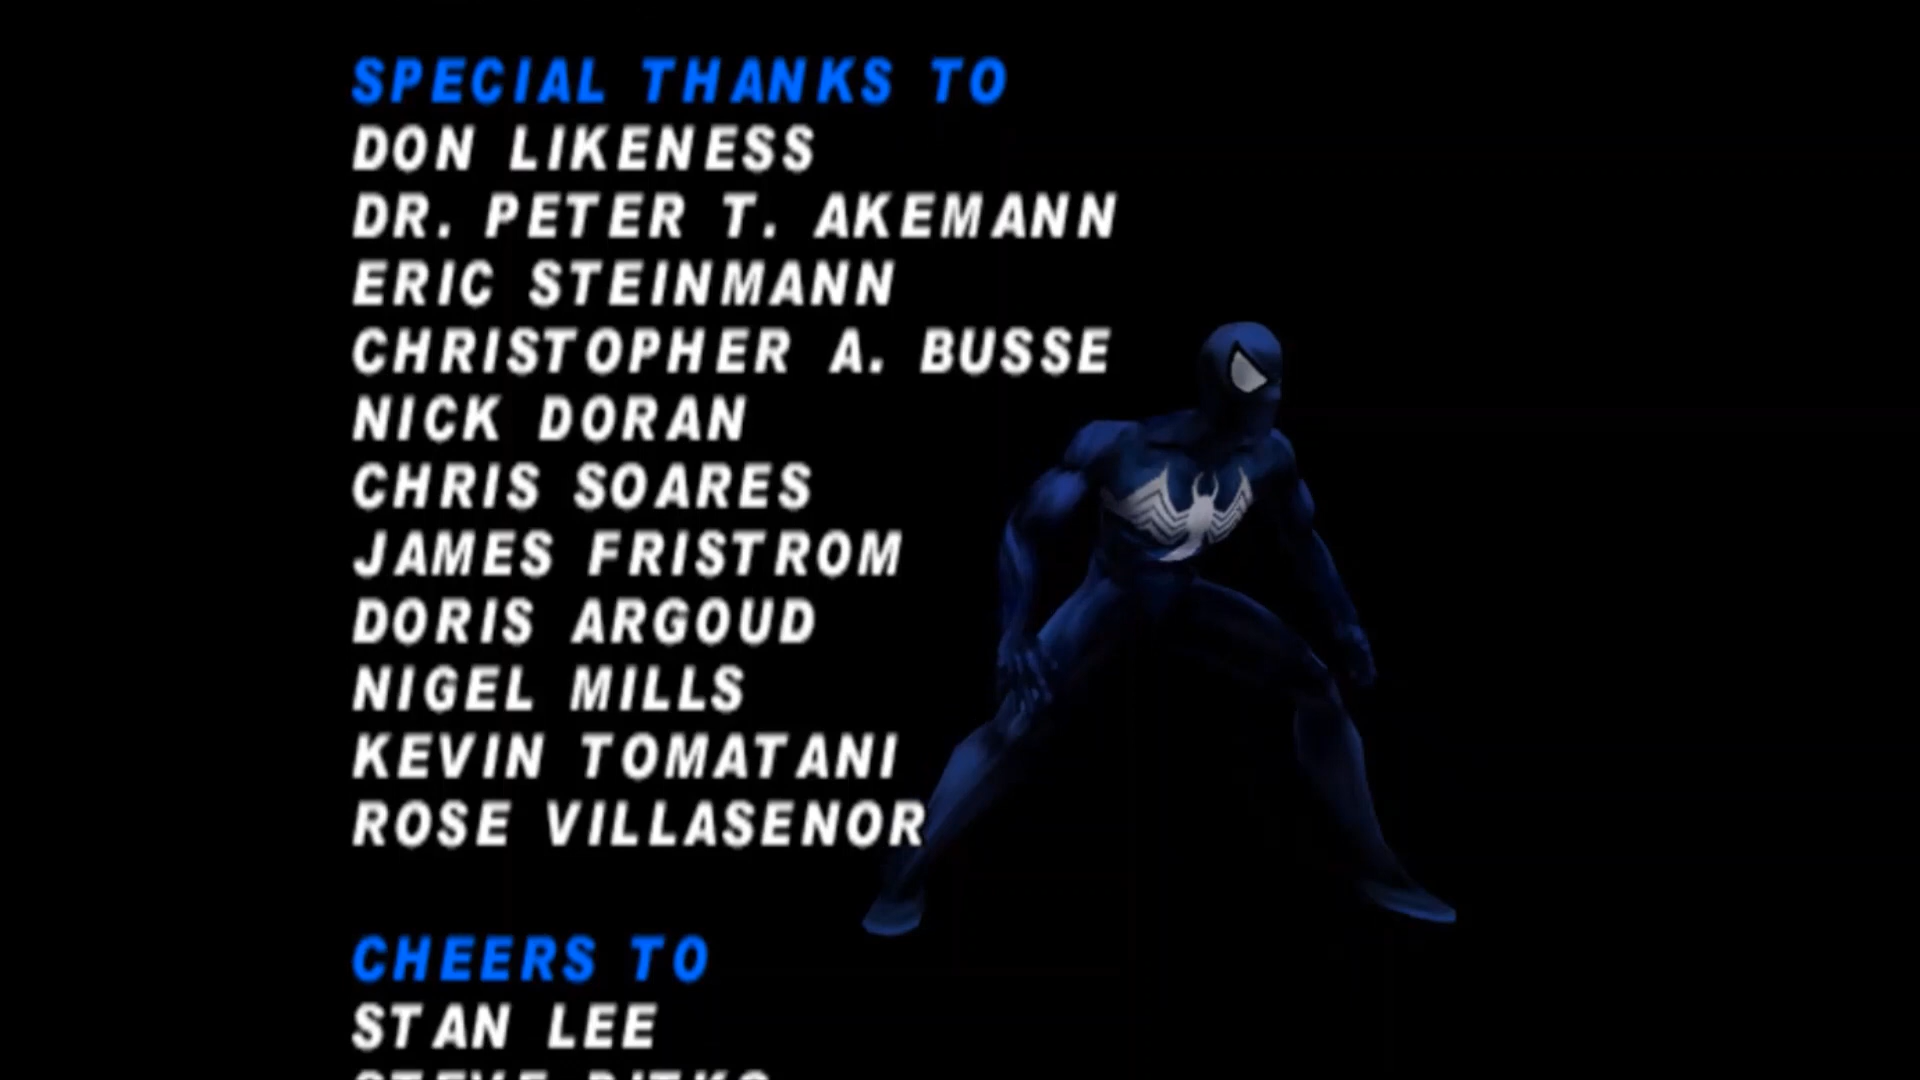 SPECIAL THANKS TO
DON LIKENESS
DR. PETER T. AKEMANN
ERIC STEINMANN
CHRISTOPHER A. BUSSE
NICK DORAN
CHRIS SOARES
JAMES FRISTROM
DORIS ARGOUD
NIGEL MILLS
KEVIN TOMATANI
ROSE VILLASENOR
CHEERS TO
STAN LEE